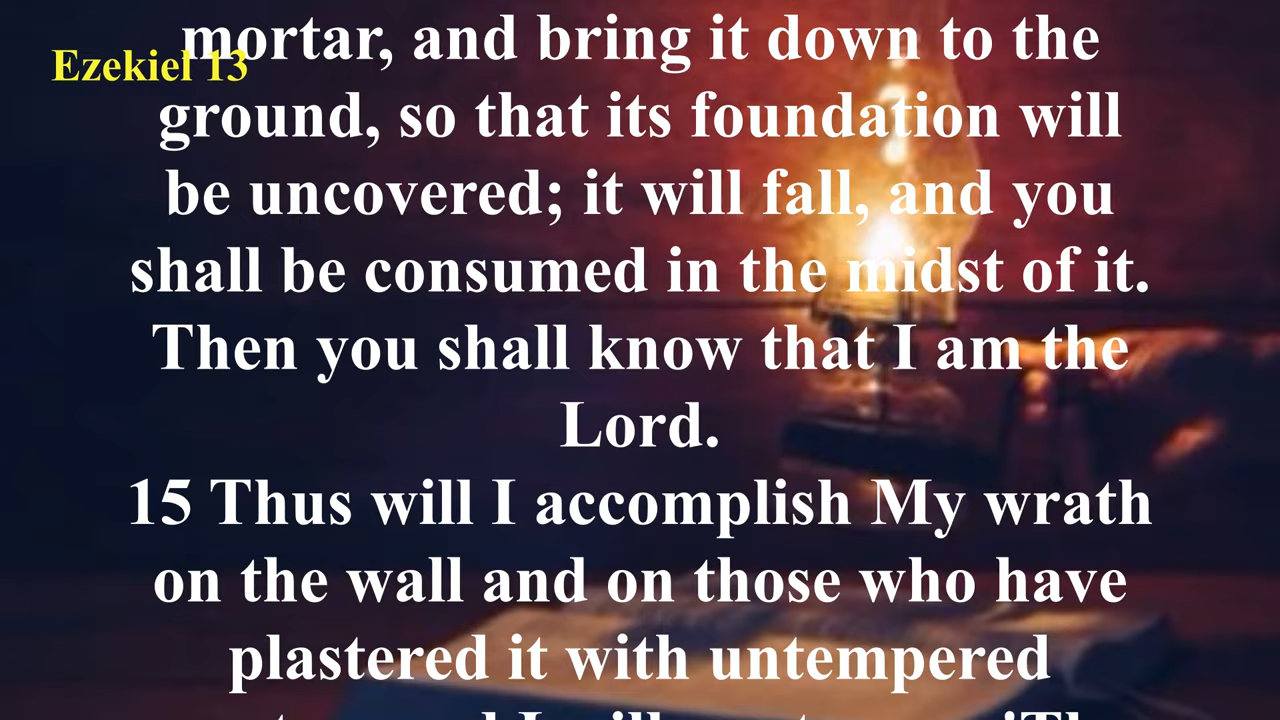 Ezekiel 13
mortar, and bring it down to the
ground, so that its foundation will
be uncovered; it will fall, and you
shall be consumed in the midst of it.
Then you shall know that I am the
Lord.
15 Thus will I accomplish My wrath
on the wall and on those who have
plastered it with untempered